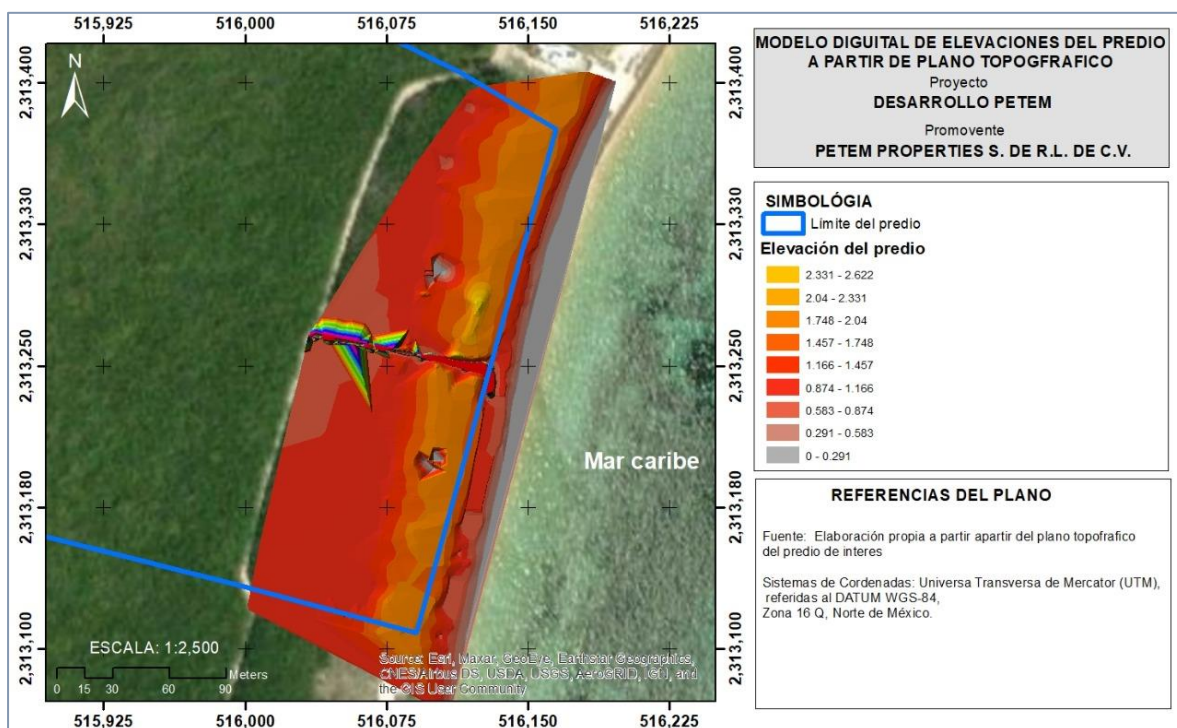 515,925 516,000 516,075 516,150 516,225
2,313,400
2,313,330
2,313,250
2,313,180
2,313,100
N
Mar caribe
ESCALA: 1:2,500
Meters
0 15 30 60 90
Source: Esri, Maxar, GeoEye, Earthstar Geographics,
CNES/Airbus DS, USDA, USGS, AeroGRID, IGN, and
the GIS User Community
2,313,400
2,313,330
2,313,250
2,313,180
2,313,100
515,925 516,000 516,075 516,150 516,225
MODELO DIGUITAL DE ELEVACIONES DEL PREDIO
A PARTIR DE PLANO TOPOGFRAFICO
Proyecto
DESARROLLO PETEM
Promovente
PETEM PROPERTIES S. DE R.L. DE C.V.
SIMBOLÓGIA
Límite del predio
Elevación del predio
2.331 - 2.622
2.04 - 2.331
1.748 - 2.04
1.457 - 1.748
1.166 - 1.457
0.874 - 1.166
0.583 - 0.874
0.291 - 0.583
0 - 0.291
REFERENCIAS DEL PLANO
Fuente: Elaboración propia a partir apartir del plano topofrafico
del predio de interes
Sistemas de Cordenadas: Universa Transversa de Mercator (UTM),
referidas al DATUM WGS-84,
Zona 16 Q, Norte de México.